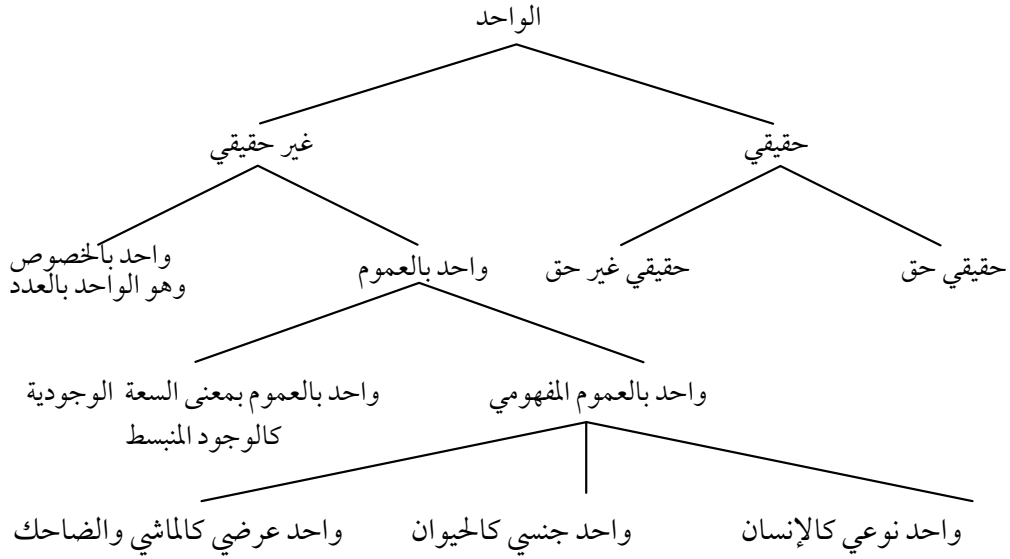 الواحد
حقيقي
غير حقيقي
حقيقي حق
حقيقي غير حق
واحد بالعموم
واحد بالخصوص
وهو الواحد بالعدد
واحد بالعموم المفهومي
واحد بالعموم بمعنى السعة الوجودية
كالوجود المنبسط
واحد نوعي كالإنسان
واحد جنسي كالحيوان
واحد عرضي كالماشي والضاحك